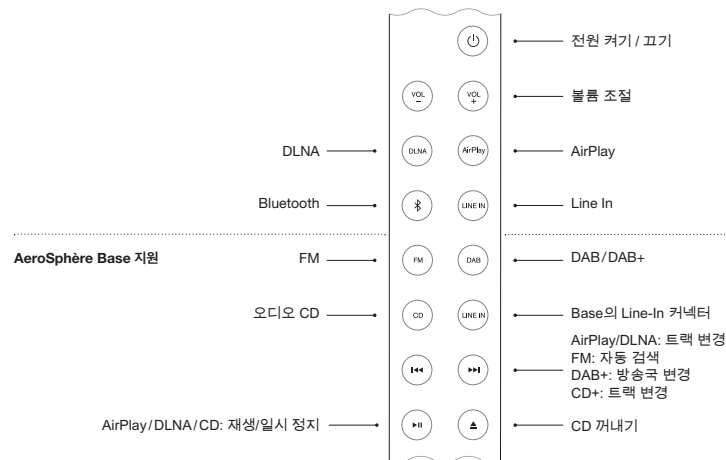 전원 켜기 / 끄기
VOL
−
VOL
+
볼륨 조절
DLNA
DLNA
AirPlay
AirPlay
Bluetooth
LINE IN
Line In
AeroSphère Base 지원
FM
FM
DAB
DAB/DAB+
오디오 CD
CD
LINE IN
Base의 Line-In 커넥터
AirPlay/DLNA: 트랙 변경
FM: 자동 검색
DAB+: 방송국 변경
CD+: 트랙 변경
AirPlay/DLNA/CD: 재생/일시 정지
CD 꺼내기